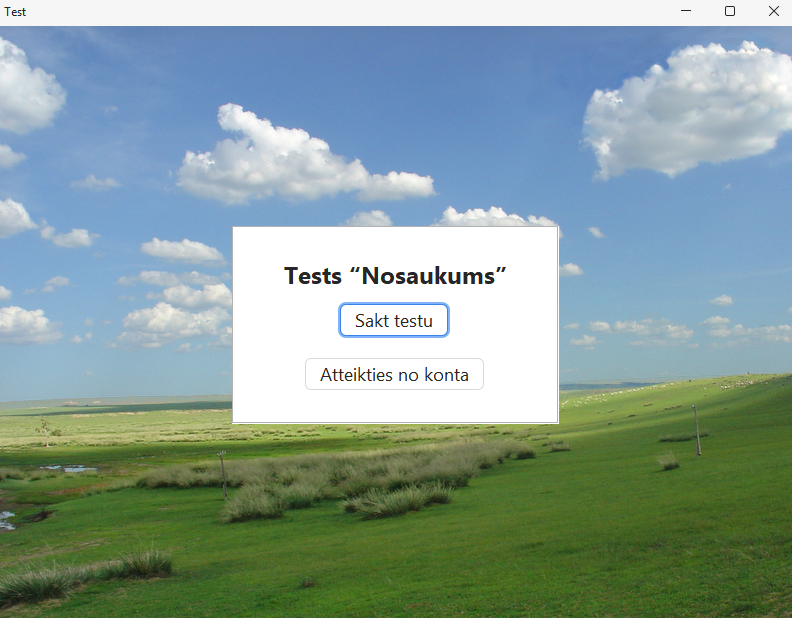 Test
Tests “Nosaukums”
Sakt testu
Atteikties no konta